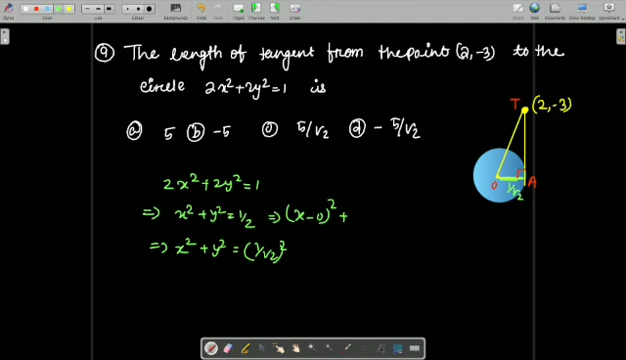 ⑨ The length of tangent from the point (2,-3) to the
circle 2x²+2y²=1 is
ⓐ 5 ⓑ -5 ⓒ 5/√2 ⓓ - 5/√2
T (2,-3)
2x²+2y²=1
O 1/√2 A
=> x²+y²=1/2 => (x-0)²+
=> x²+y²=(1/√2)²